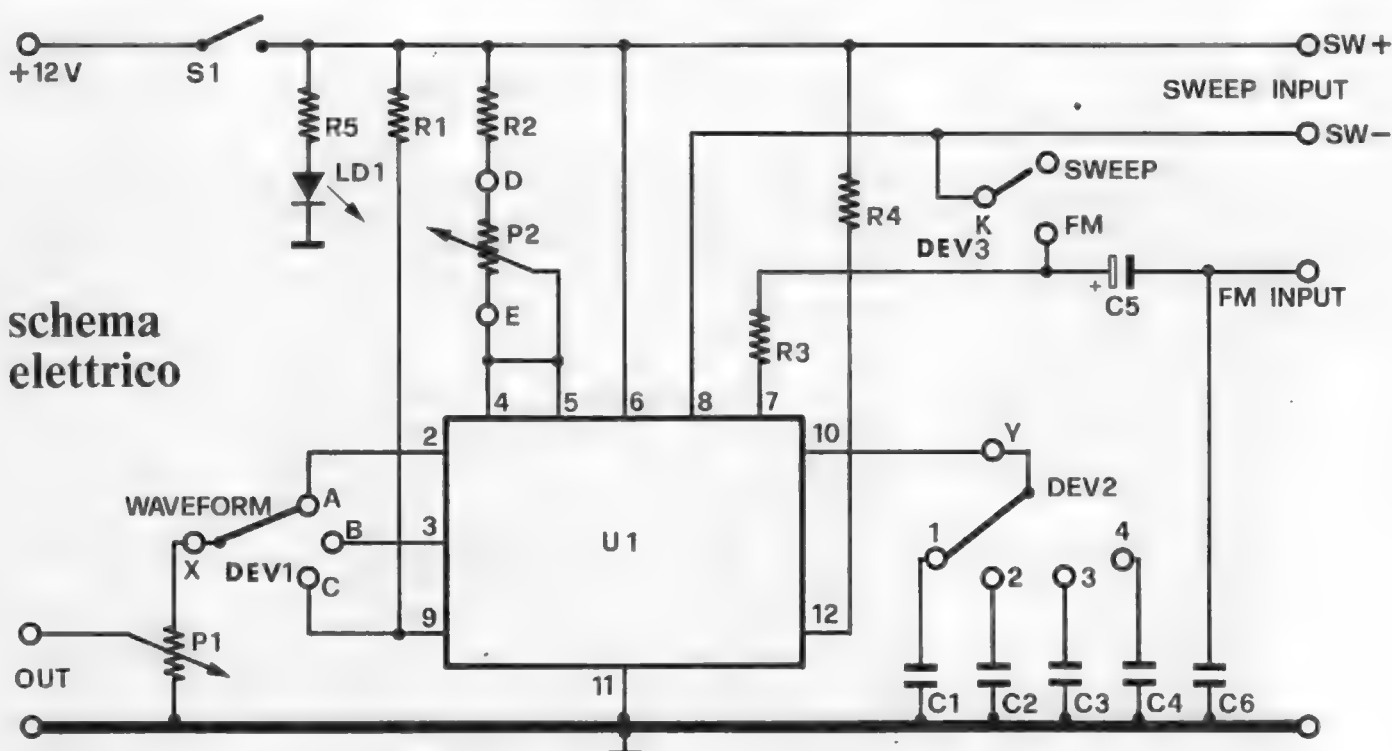 +12V
S1
SW+
SWEEP INPUT
SW-
R5
R1
R2
LD1
D
SWEEP
K
R4
P2
DEV3
FM
+
C5
FM INPUT
schema
elettrico
E
R3
4
5
6
8
7
2
10
Y
WAVEFORM
A
DEV2
B
3
U1
1
4
X
DEV1
C
2
3
9
12
P1
OUT
11
C1
C2
C3
C4
C6